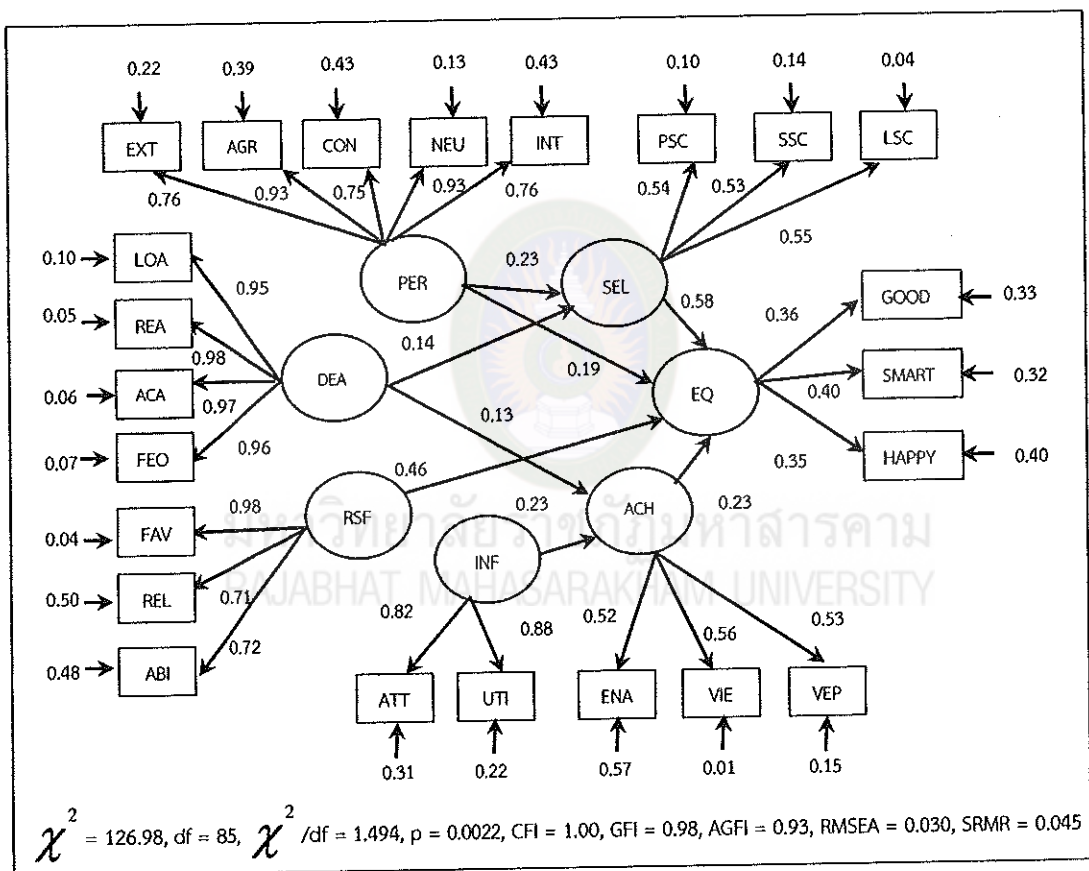 0.22 0.39 0.43 0.13 0.43 0.10 0.14 0.04
EXT AGR CON NEU INT PSC SSC LSC
0.76 0.93 0.75 0.93 0.76 0.54 0.53 0.55
0.10 LOA 0.95 PER 0.23 SEL 0.58 0.36 GOOD 0.33
0.05 REA 0.98 0.14
0.06 ACA 0.97 DEA 0.19 EQ 0.40 SMART 0.32
0.07 FEO 0.96 0.13 0.35 HAPPY 0.40
0.46
0.04 FAV 0.98 RSF 0.23 ACH 0.23
มหาวิทยาลัยราชภัฏมหาสารคาม
INF
0.50 REL 0.71 RAJABHAT MAHASARAKHAM UNIVERSITY
0.82 0.88 0.52 0.56 0.53
0.48 ABI 0.72
ATT UTI ENA VIE VEP
0.31 0.22 0.57 0.01 0.15
χ² = 126.98, df = 85, χ² /df = 1.494, p = 0.0022, CFI = 1.00, GFI = 0.98, AGFI = 0.93, RMSEA = 0.030, SRMR = 0.045